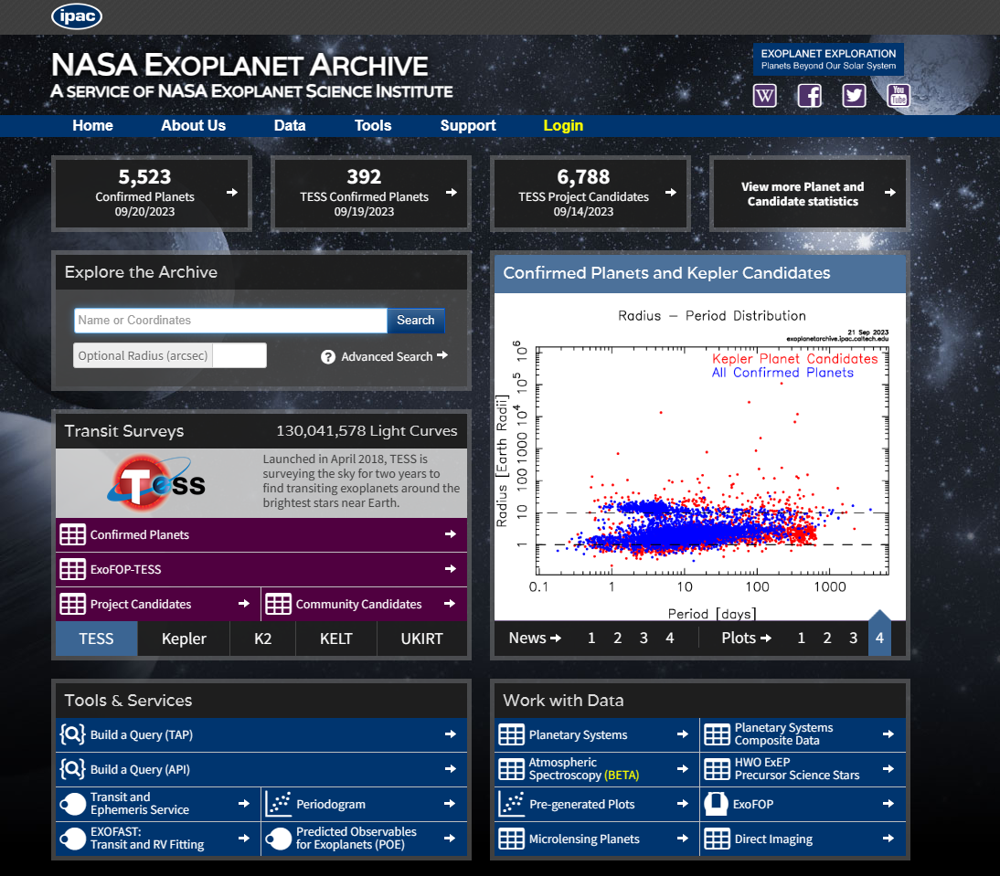 ipac
NASA EXOPLANET ARCHIVE
A SERVICE OF NASA EXOPLANET SCIENCE INSTITUTE
EXOPLANET EXPLORATION
Planets Beyond Our Solar System
W
You
Tube
Home About Us Data Tools Support Login
5,523
Confirmed Planets
09/20/2023
392
TESS Confirmed Planets
09/19/2023
6,788
TESS Project Candidates
09/14/2023
View more Planet and
Candidate statistics
Explore the Archive
Name or Coordinates Search
Optional Radius (arcsec) ? Advanced Search
Transit Surveys 130,041,578 Light Curves
Tess
Launched in April 2018, TESS is
surveying the sky for two years to
find transiting exoplanets around the
brightest stars near Earth.
Confirmed Planets
ExoFOP-TESS
Project Candidates Community Candidates
TESS Kepler K2 KELT UKIRT
Confirmed Planets and Kepler Candidates
Radius – Period Distribution
21 Sep 2023
exoplanetarchive.ipac.caltech.edu
Kepler Planet Candidates
All Confirmed Planets
Radius [Earth Radii]
1 10 100 1000 10⁴ 10⁵ 10⁶
0.1 1 10 100 1000
Period [days]
News 1 2 3 4 Plots 1 2 3 4
Tools & Services
Build a Query (TAP)
Build a Query (API)
Transit and
Ephemeris Service
Periodogram
EXOFAST:
Transit and RV Fitting
Predicted Observables
for Exoplanets (POE)
Work with Data
Planetary Systems
Planetary Systems
Composite Data
Atmospheric
Spectroscopy (BETA)
HWO ExEP
Precursor Science Stars
Pre-generated Plots
ExoFOP
Microlensing Planets
Direct Imaging